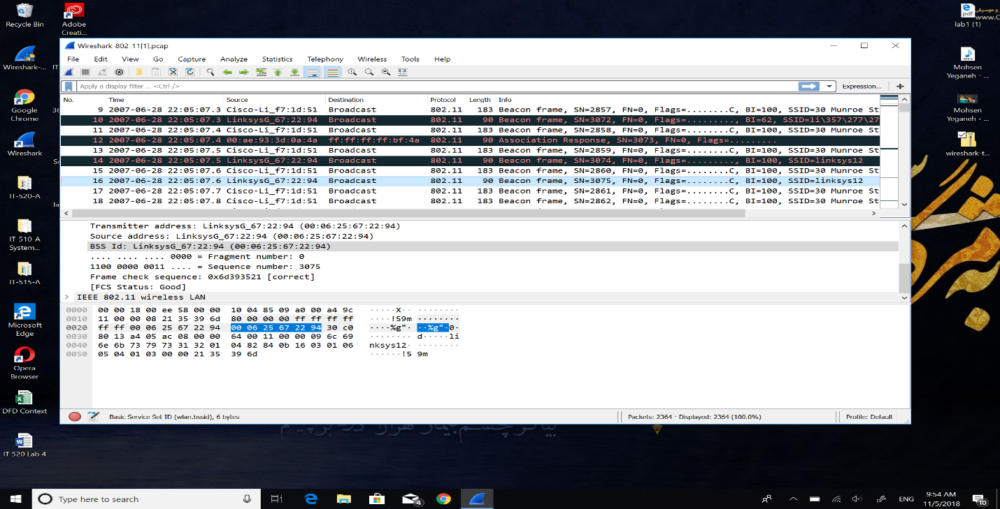 Recycle Bin
Adobe
Creati...
و موسیقی
www.C
lab1 (1)
Wireshark-...
IT-
Google
Chrome
36
Wireshark
Sc
IT-520-A
Ta
IT-510-A
System...
IT-515-A
Microsoft
Edge
Opera
Browser
DFD Context
IT 520 Lab 4
Mohsen
Yeganeh - ...
Mohsen
Yeganeh - ...
wireshark-t...
Wireshark 802 11[1].pcap
File Edit View Go Capture Analyze Statistics Telephony Wireless Tools Help
Apply a display filter ... <Ctrl-/> Expression... +
No. Time Source Destination Protocol Length Info
9 2007-06-28 22:05:07.3 Cisco-Li_f7:1d:51 Broadcast 802.11 183 Beacon frame, SN=2857, FN=0, Flags=........C, BI=100, SSID=30 Munroe St
10 2007-06-28 22:05:07.3 LinksysG_67:22:94 Broadcast 802.11 90 Beacon frame, SN=3072, FN=0, Flags=........., BI=62, SSID=li\357\277\27
11 2007-06-28 22:05:07.4 Cisco-Li_f7:1d:51 Broadcast 802.11 183 Beacon frame, SN=2858, FN=0, Flags=........C, BI=100, SSID=30 Munroe St
12 2007-06-28 22:05:07.4 00:ae:93:3d:0a:4a ff:ff:ff:ff:bf:4a 802.11 90 Association Response, SN=3073, FN=0, Flags=.........
13 2007-06-28 22:05:07.5 Cisco-Li_f7:1d:51 Broadcast 802.11 183 Beacon frame, SN=2859, FN=0, Flags=........C, BI=100, SSID=30 Munroe St
14 2007-06-28 22:05:07.5 LinksysG_67:22:94 Broadcast 802.11 90 Beacon frame, SN=3074, FN=0, Flags=........., BI=100, SSID=linksys12
15 2007-06-28 22:05:07.6 Cisco-Li_f7:1d:51 Broadcast 802.11 183 Beacon frame, SN=2860, FN=0, Flags=........C, BI=100, SSID=30 Munroe St
16 2007-06-28 22:05:07.6 LinksysG_67:22:94 Broadcast 802.11 90 Beacon frame, SN=3075, FN=0, Flags=........C, BI=100, SSID=linksys12
17 2007-06-28 22:05:07.7 Cisco-Li_f7:1d:51 Broadcast 802.11 183 Beacon frame, SN=2861, FN=0, Flags=........C, BI=100, SSID=30 Munroe St
18 2007-06-28 22:05:07.8 Cisco-Li_f7:1d:51 Broadcast 802.11 183 Beacon frame, SN=2862, FN=0, Flags=........C, BI=100, SSID=30 Munroe St
Transmitter address: LinksysG_67:22:94 (00:06:25:67:22:94)
Source address: LinksysG_67:22:94 (00:06:25:67:22:94)
BSS Id: LinksysG_67:22:94 (00:06:25:67:22:94)
.... .... .... 0000 = Fragment number: 0
1100 0000 0011 .... = Sequence number: 3075
Frame check sequence: 0x6d393521 [correct]
[FCS Status: Good]
> IEEE 802.11 wireless LAN
0000 00 00 18 00 ee 58 00 00 10 04 85 09 a0 00 a4 9c ·····X·· ········
0010 11 00 00 08 21 35 39 6d 80 00 00 00 ff ff ff ff ····!59m ········
0020 ff ff 00 06 25 67 22 94 00 06 25 67 22 94 30 c0 ····%g"· ··%g"·0·
0030 80 13 a4 05 ac 08 00 00 64 00 11 00 00 09 6c 69 ········ d·····li
0040 6e 6b 73 79 73 31 32 01 04 82 84 0b 16 03 01 06 nksys12· ········
0050 05 04 01 03 00 00 21 35 39 6d ······!5 9m
Basic Service Set ID (wlan.bssid), 6 bytes
Packets: 2364 · Displayed: 2364 (100.0%)
Profile: Default
Type here to search
4
ENG
9:54 AM
11/5/2018
10